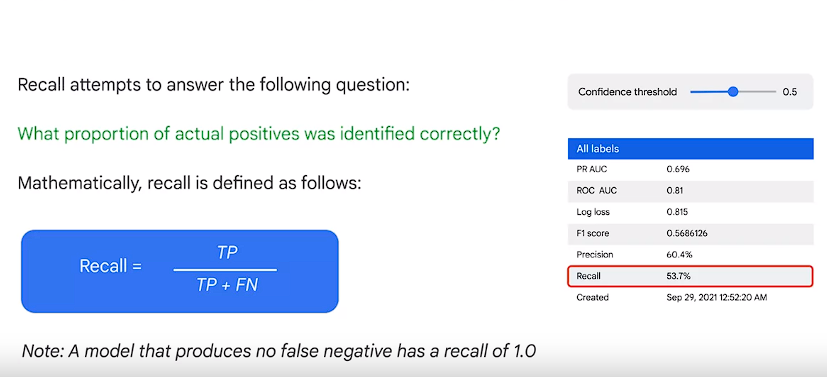 Recall attempts to answer the following question:
What proportion of actual positives was identified correctly?
Mathematically, recall is defined as follows:
Recall = TP / TP + FN
Note: A model that produces no false negative has a recall of 1.0
Confidence threshold 0.5
All labels
PR AUC 0.696
ROC AUC 0.81
Log loss 0.815
F1 score 0.5686126
Precision 60.4%
Recall 53.7%
Created Sep 29, 2021 12:52:20 AM